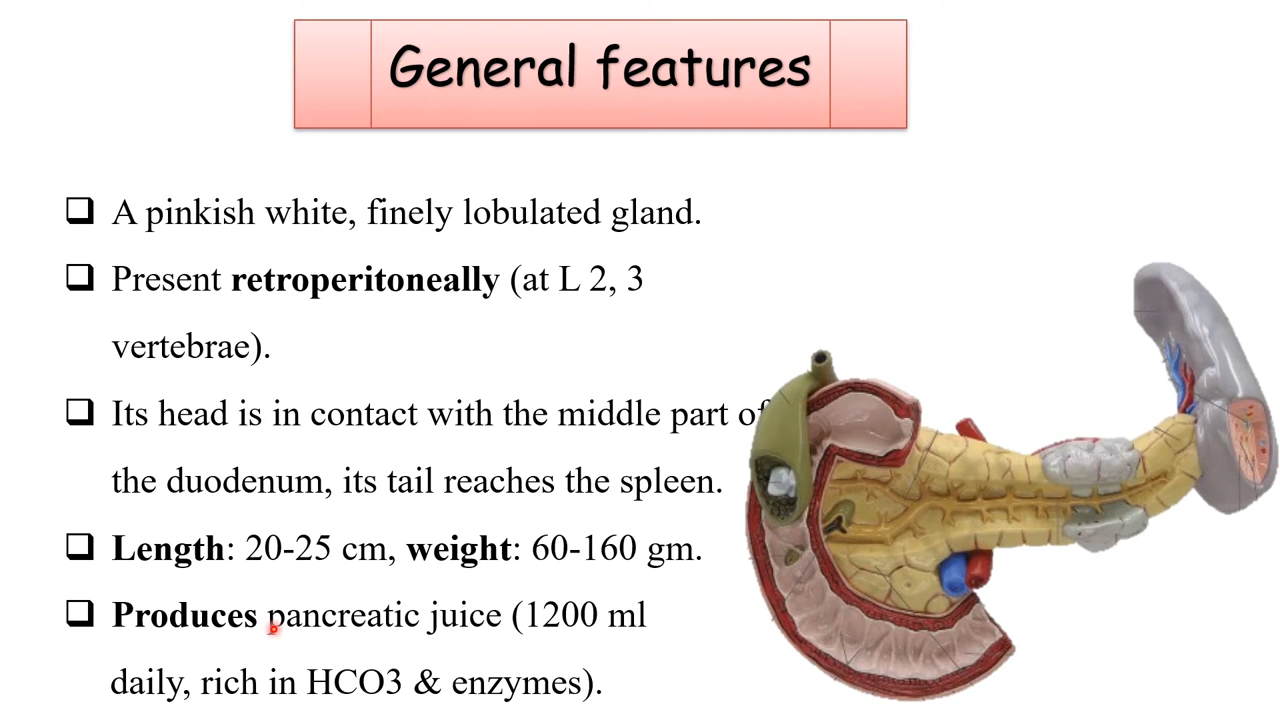 General features
❑ A pinkish white, finely lobulated gland.
❑ Present retroperitoneally (at L 2, 3
vertebrae).
❑ Its head is in contact with the middle part of
the duodenum, its tail reaches the spleen.
❑ Length: 20-25 cm, weight: 60-160 gm.
❑ Produces pancreatic juice (1200 ml
daily, rich in HCO3 & enzymes).